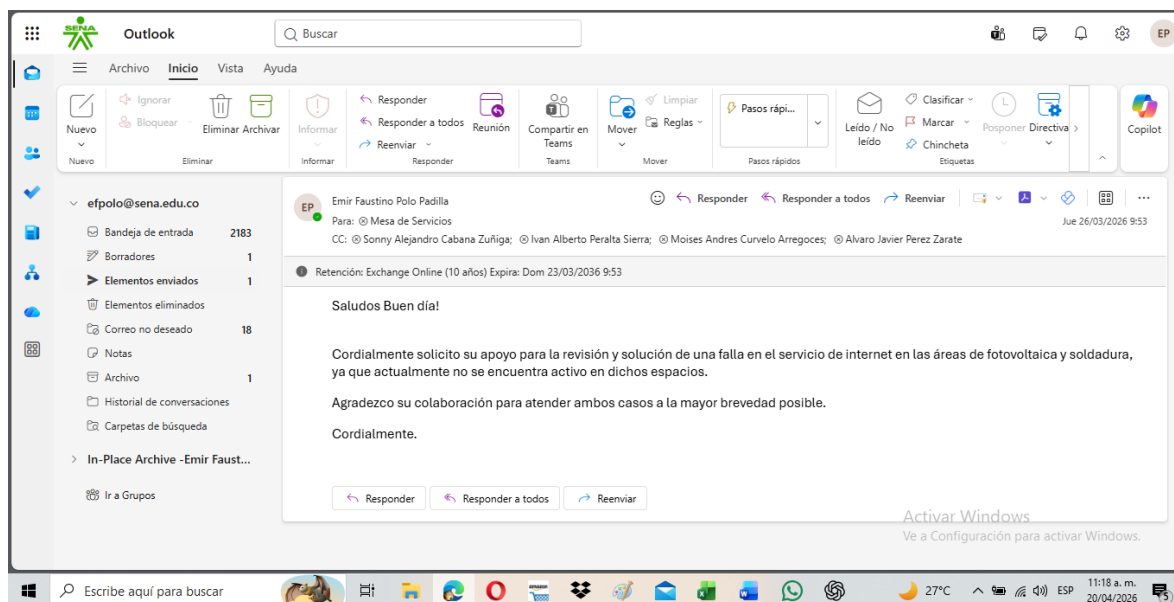 SENA
Outlook
Buscar
EP
Archivo Inicio Vista Ayuda
Nuevo
Ignorar
Bloquear
Eliminar Archivar
Informar
Responder
Responder a todos
Reenviar
Reunión
Compartir en Teams
Mover
Limpiar
Reglas
Pasos rápi...
Leído / No leído
Clasificar
Marcar
Chincheta
Posponer Directiva
Copilot
Nuevo Eliminar Informar Responder Teams Mover Pasos rápidos Etiquetas
efpolo@sena.edu.co
Bandeja de entrada 2183
Borradores 1
Elementos enviados 1
Elementos eliminados
Correo no deseado 18
Notas
Archivo 1
Historial de conversaciones
Carpetas de búsqueda
In-Place Archive -Emir Faust...
Ir a Grupos
EP
Emir Faustino Polo Padilla
Responder Responder a todos Reenviar
Para: Mesa de Servicios
Jue 26/03/2026 9:53
CC: Sonny Alejandro Cabana Zuñiga; Ivan Alberto Peralta Sierra; Moises Andres Curvelo Arregoces; Alvaro Javier Perez Zarate
Retención: Exchange Online (10 años) Expira: Dom 23/03/2036 9:53
Saludos Buen día!
Cordialmente solicito su apoyo para la revisión y solución de una falla en el servicio de internet en las áreas de fotovoltaica y soldadura,
ya que actualmente no se encuentra activo en dichos espacios.
Agradezco su colaboración para atender ambos casos a la mayor brevedad posible.
Cordialmente.
Responder Responder a todos Reenviar
Activar Windows
Ve a Configuración para activar Windows.
Escribe aquí para buscar
27°C
ESP
11:18 a. m.
20/04/2026